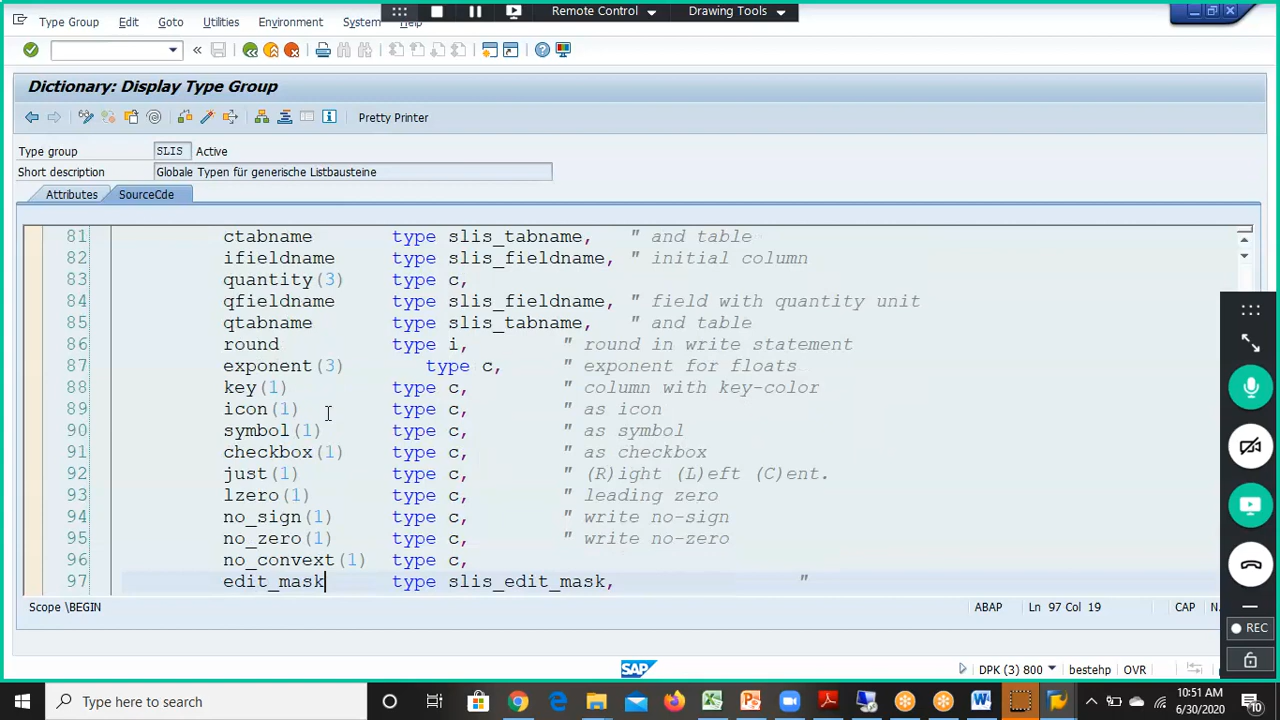 Remote Control Drawing Tools
Type Group Edit Goto Utilities Environment System Help
Dictionary: Display Type Group
Pretty Printer
Type group SLIS Active
Short description Globale Typen für generische Listbausteine
Attributes SourceCde
81 ctabname type slis_tabname, " and table
82 ifieldname type slis_fieldname, " initial column
83 quantity(3) type c,
84 qfieldname type slis_fieldname, " field with quantity unit
85 qtabname type slis_tabname, " and table
86 round type i, " round in write statement
87 exponent(3) type c, " exponent for floats
88 key(1) type c, " column with key-color
89 icon(1) type c, " as icon
90 symbol(1) type c, " as symbol
91 checkbox(1) type c, " as checkbox
92 just(1) type c, " (R)ight (L)eft (C)ent.
93 lzero(1) type c, " leading zero
94 no_sign(1) type c, " write no-sign
95 no_zero(1) type c, " write no-zero
96 no_convext(1) type c,
97 edit_mask type slis_edit_mask, "
Scope \BEGIN ABAP Ln 97 Col 19 CAP
REC
SAP DPK (3) 800 bestehp OVR
Type here to search 10:51 AM
6/30/2020 10